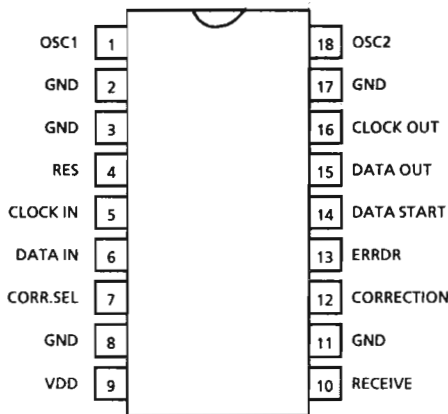 OSC1 1 18 OSC2
GND 2 17 GND
GND 3 16 CLOCK OUT
RES 4 15 DATA OUT
CLOCK IN 5 14 DATA START
DATA IN 6 13 ERRDR
CORR.SEL 7 12 CORRECTION
GND 8 11 GND
VDD 9 10 RECEIVE